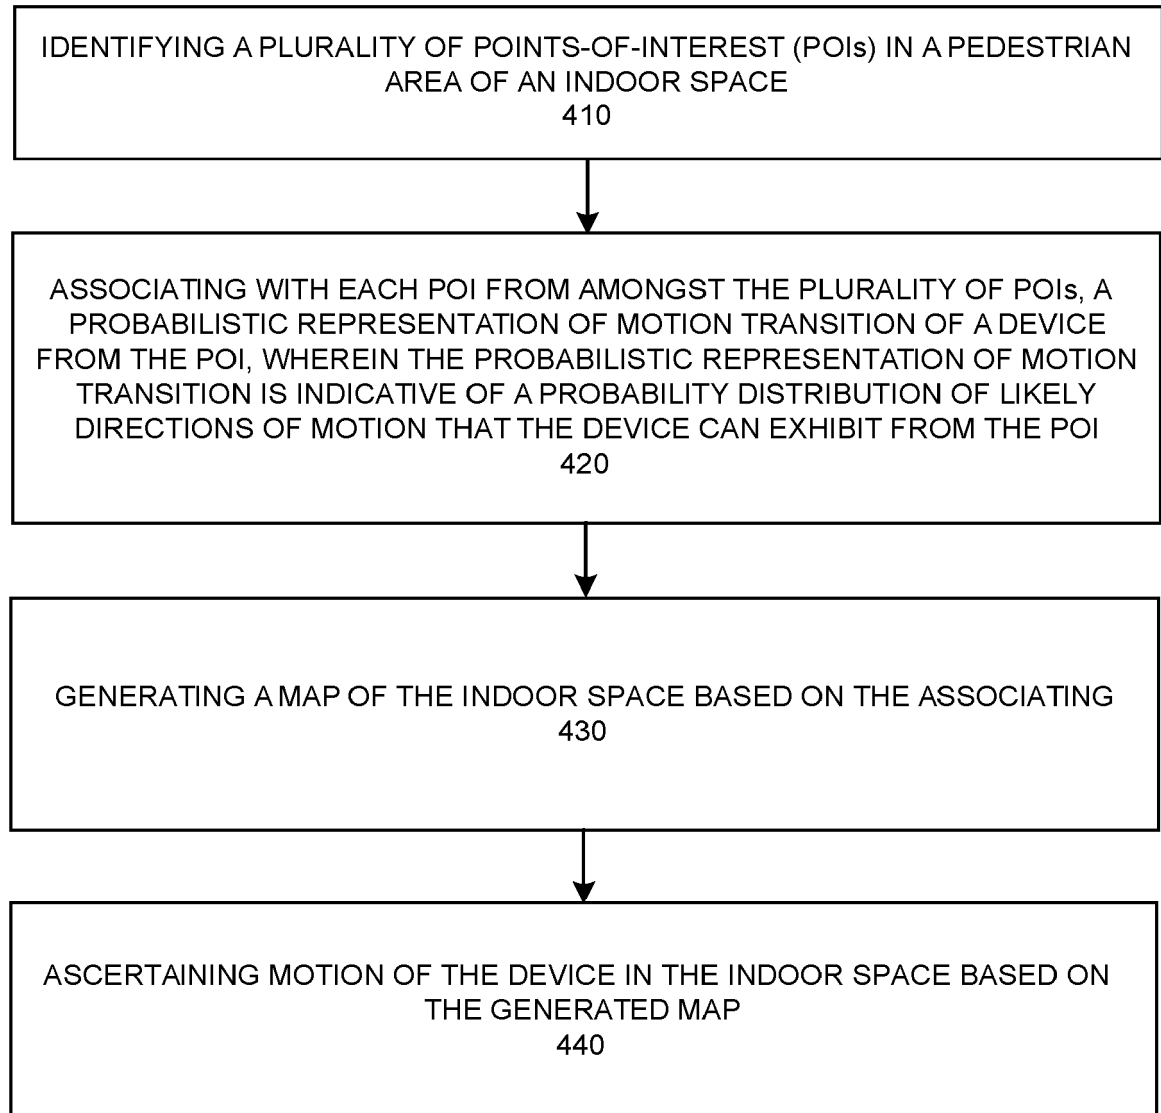 IDENTIFYING A PLURALITY OF POINTS-OF-INTEREST (POIs) IN A PEDESTRIAN
AREA OF AN INDOOR SPACE
410
ASSOCIATING WITH EACH POI FROM AMONGST THE PLURALITY OF POIs, A
PROBABILISTIC REPRESENTATION OF MOTION TRANSITION OF A DEVICE
FROM THE POI, WHEREIN THE PROBABILISTIC REPRESENTATION OF MOTION
TRANSITION IS INDICATIVE OF A PROBABILITY DISTRIBUTION OF LIKELY
DIRECTIONS OF MOTION THAT THE DEVICE CAN EXHIBIT FROM THE POI
420
GENERATING A MAP OF THE INDOOR SPACE BASED ON THE ASSOCIATING
430
ASCERTAINING MOTION OF THE DEVICE IN THE INDOOR SPACE BASED ON
THE GENERATED MAP
440